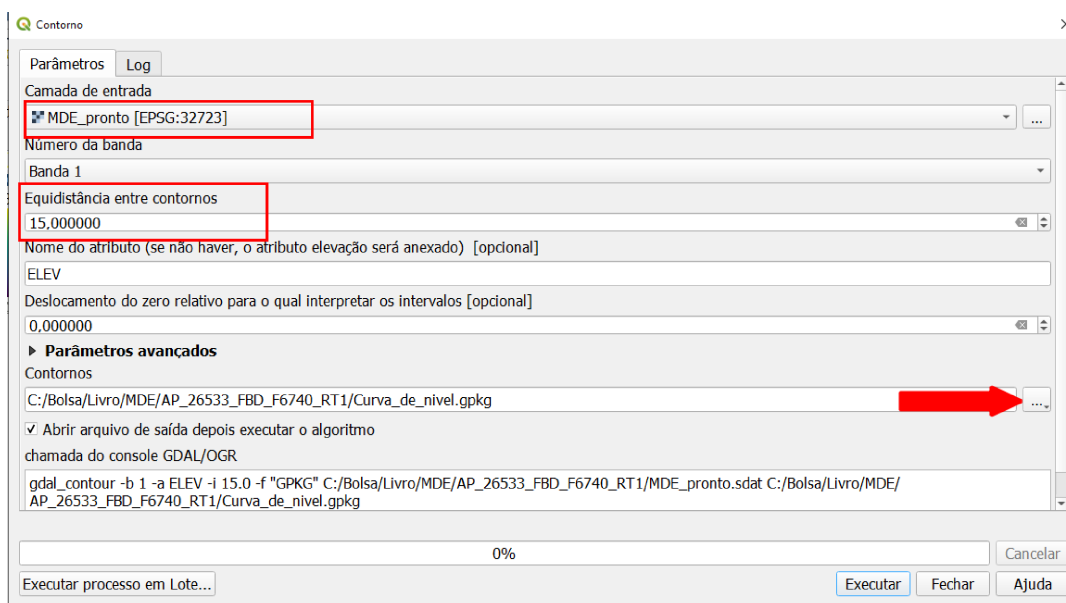 Contorno
Parâmetros Log
Camada de entrada
MDE_pronto [EPSG:32723] ...
Número da banda
Banda 1
Equidistância entre contornos
15,000000
Nome do atributo (se não haver, o atributo elevação será anexado) [opcional]
ELEV
Deslocamento do zero relativo para o qual interpretar os intervalos [opcional]
0,000000
Parâmetros avançados
Contornos
C:/Bolsa/Livro/MDE/AP_26533_FBD_F6740_RT1/Curva_de_nivel.gpkg ...
Abrir arquivo de saída depois executar o algoritmo
chamada do console GDAL/OGR
gdal_contour -b 1 -a ELEV -i 15.0 -f "GPKG" C:/Bolsa/Livro/MDE/AP_26533_FBD_F6740_RT1/MDE_pronto.sdat C:/Bolsa/Livro/MDE/
AP_26533_FBD_F6740_RT1/Curva_de_nivel.gpkg
0% Cancelar
Executar processo em Lote... Executar Fechar Ajuda